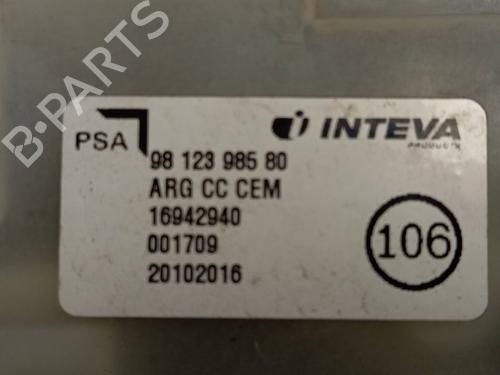 B-PARTS
PSA
INTEVA
PRODUCTS
98 123 985 80
ARG CC CEM
16942940
001709
20102016
106